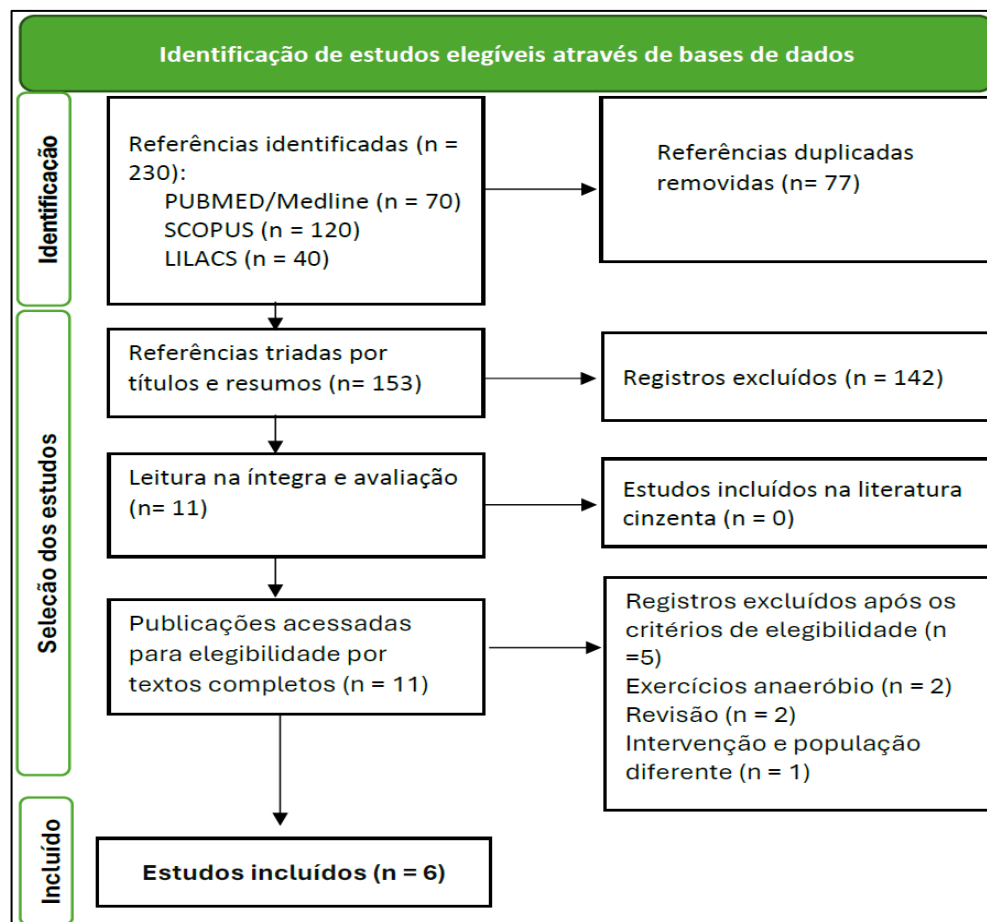 Identificação de estudos elegíveis através de bases de dados
Identificação
Referências identificadas (n =
230):
PUBMED/Medline (n = 70)
SCOPUS (n = 120)
LILACS (n = 40)
Referências duplicadas
removidas (n= 77)
Selecão dos estudos
Referências triadas por
títulos e resumos (n= 153)
Registros excluídos (n = 142)
Leitura na íntegra e avaliação
(n= 11)
Estudos incluídos na literatura
cinzenta (n = 0)
Publicações acessadas
para elegibilidade por
textos completos (n = 11)
Registros excluídos após os
critérios de elegibilidade (n
=5)
Exercícios anaeróbio (n = 2)
Revisão (n = 2)
Intervenção e população
diferente (n = 1)
Incluído
Estudos incluídos (n = 6)